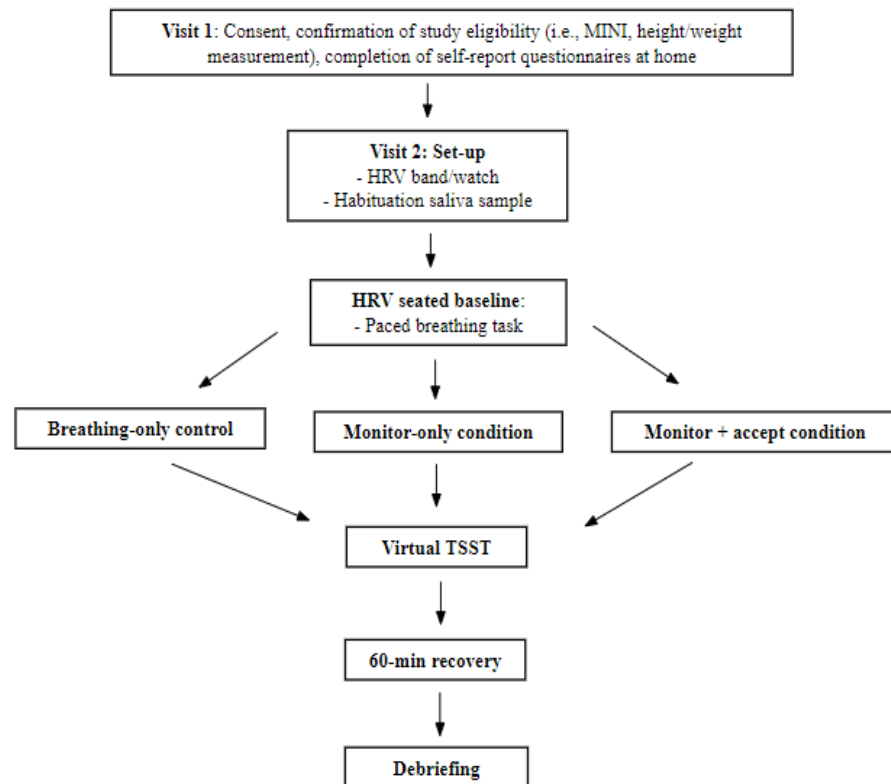 Visit 1: Consent, confirmation of study eligibility (i.e., MINI, height/weight
measurement), completion of self-report questionnaires at home
Visit 2: Set-up
- HRV band/watch
- Habituation saliva sample
HRV seated baseline:
- Paced breathing task
Breathing-only control
Monitor-only condition
Monitor + accept condition
Virtual TSST
60-min recovery
Debriefing